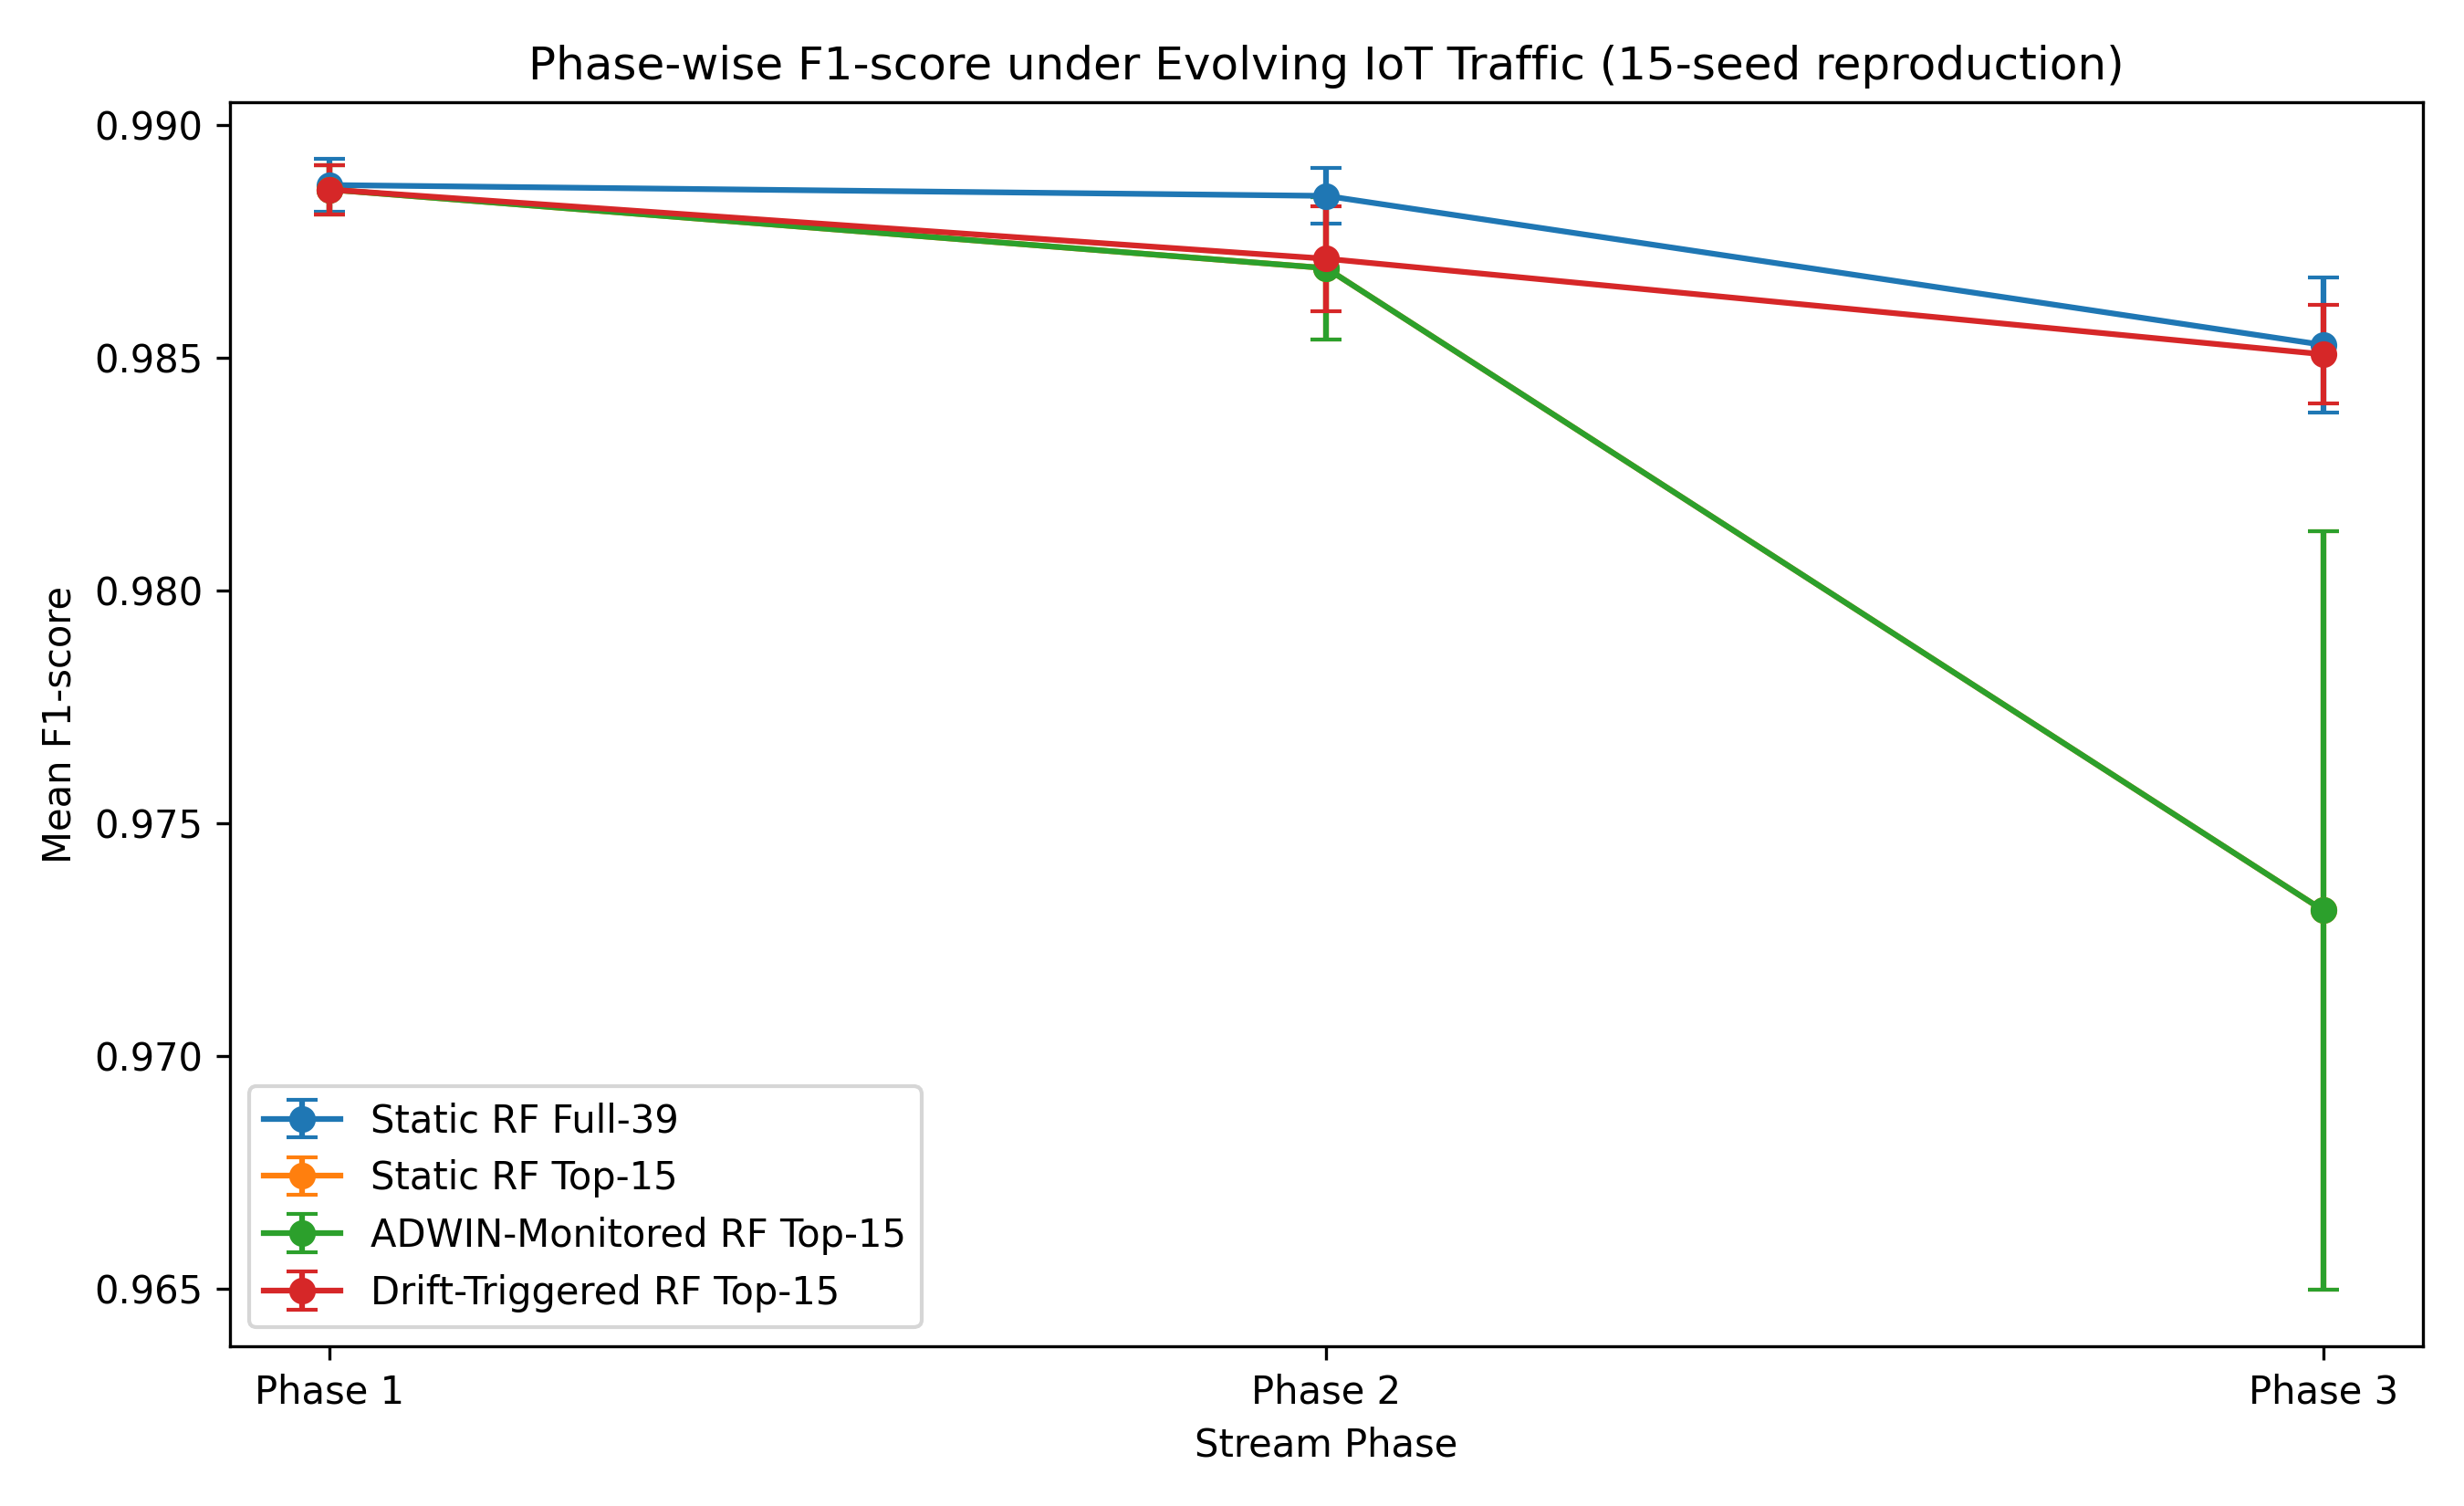 Phase-wise F1-score under Evolving IoT Traffic (15-seed reproduction)
0.990
0.985
0.980
0.975
0.970
0.965
Mean F1-score
Static RF Full-39
Static RF Top-15
ADWIN-Monitored RF Top-15
Drift-Triggered RF Top-15
Phase 1
Phase 2
Phase 3
Stream Phase